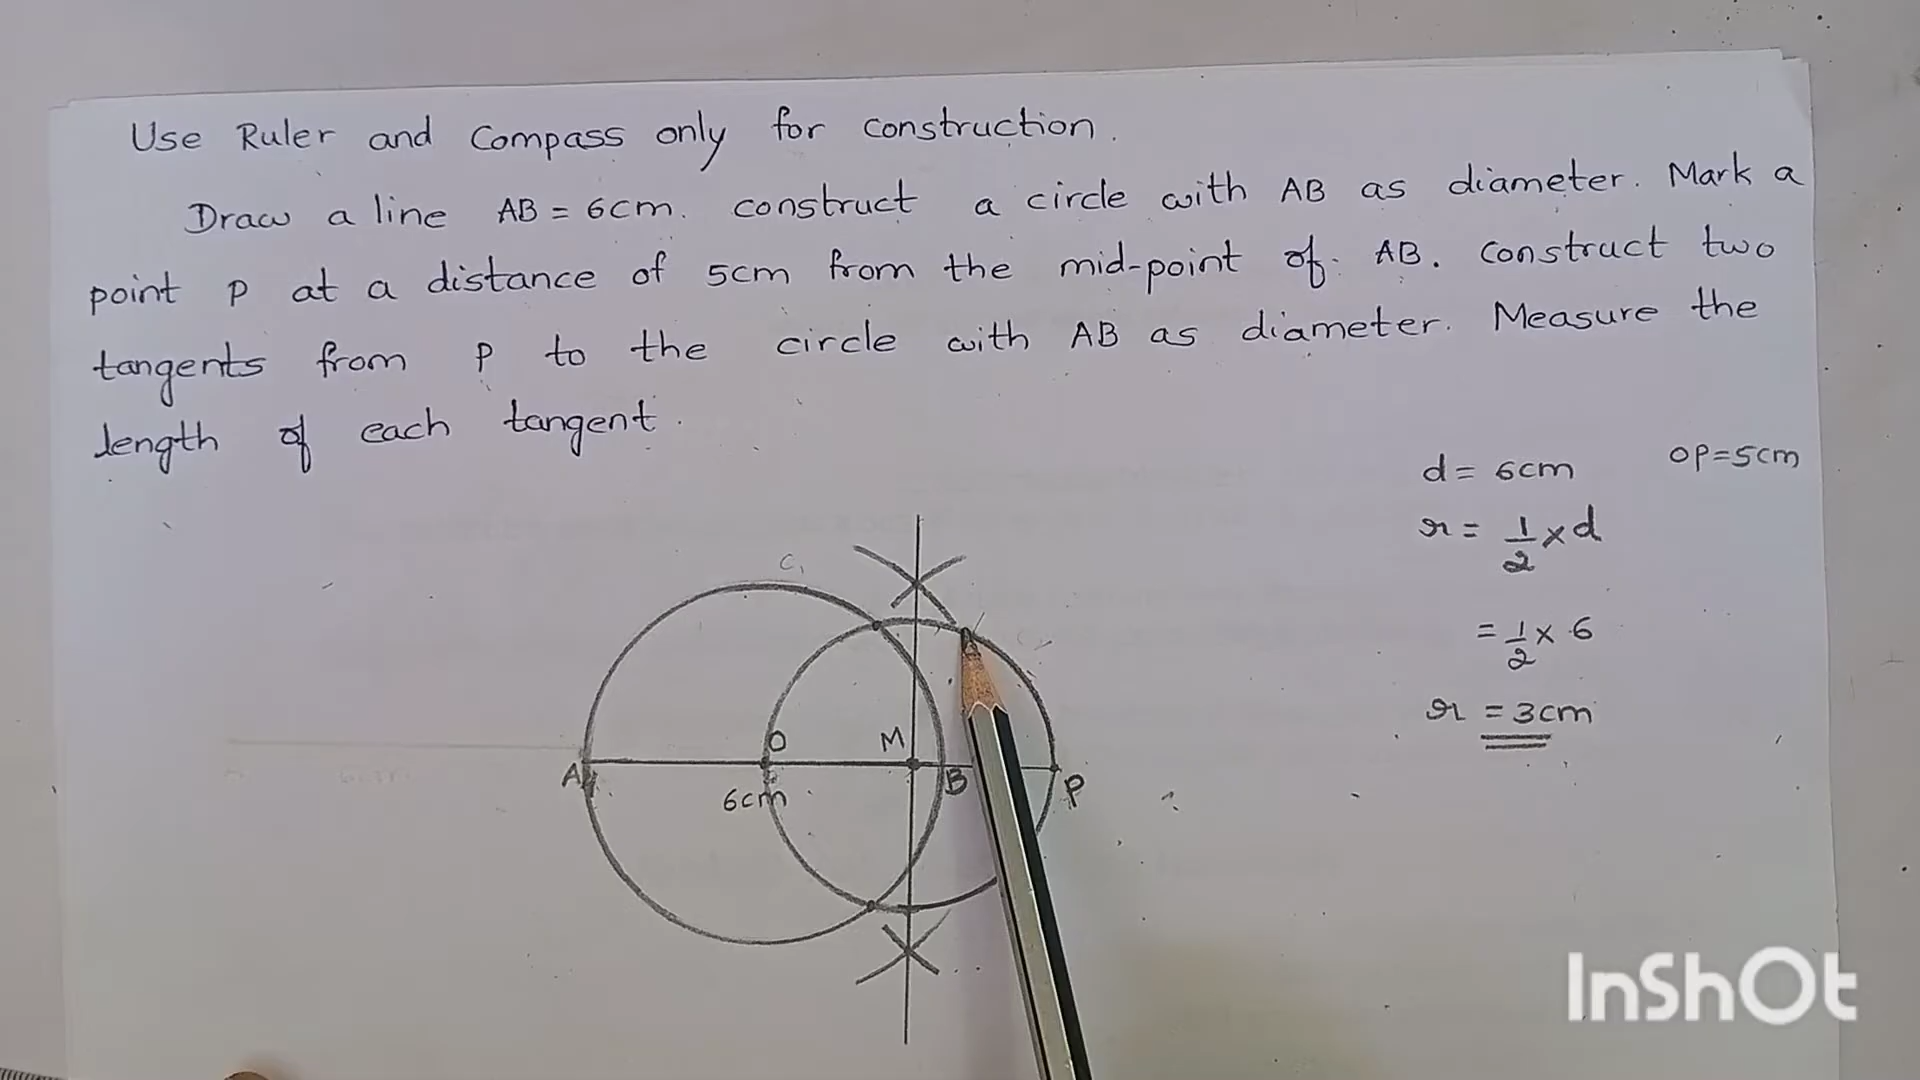 Use Ruler and Compass only for construction.
Draw a line AB = 6cm. construct a circle with AB as diameter. Mark a
point P at a distance of 5cm from the mid-point of. AB. construct two
tangents from P to the circle with AB as diameter. Measure the
length of each tangent.
d = 6cm OP=5cm
r = 1/2 x d
= 1/2 x 6
r = 3cm
C1
O M
A B P
6cm
InShOt